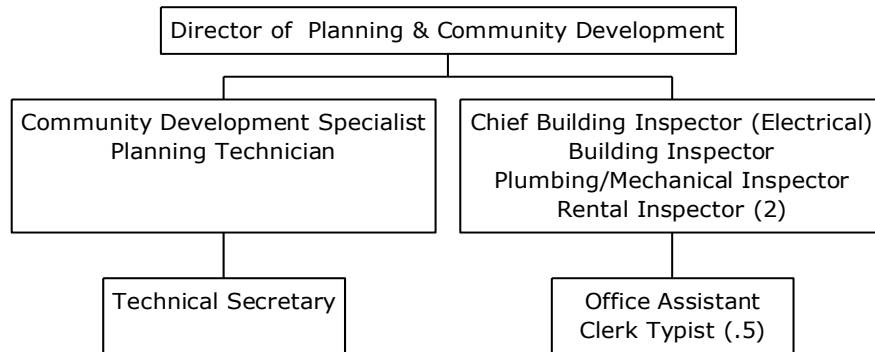 Director of Planning & Community Development
Community Development Specialist
Planning Technician
Chief Building Inspector (Electrical)
Building Inspector
Plumbing/Mechanical Inspector
Rental Inspector (2)
Technical Secretary
Office Assistant
Clerk Typist (.5)